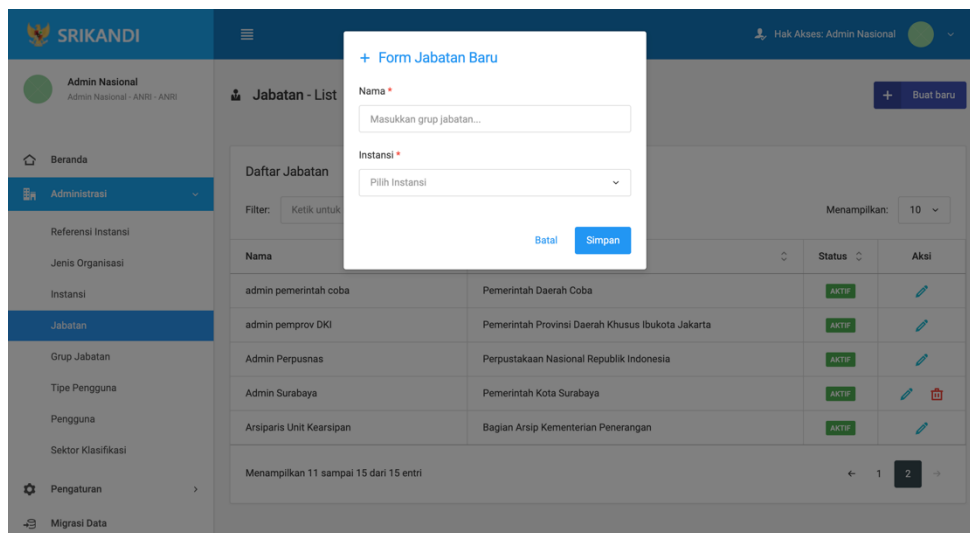 SRIKANDI
Hak Akses: Admin Nasional
Admin Nasional
Admin Nasional - ANRI - ANRI
Jabatan - List
Buat baru
+ Form Jabatan Baru
Nama *
Masukkan grup jabatan...
Instansi *
Pilih Instansi
Batal
Simpan
Beranda
Administrasi
Referensi Instansi
Jenis Organisasi
Instansi
Jabatan
Grup Jabatan
Tipe Pengguna
Pengguna
Sektor Klasifikasi
Pengaturan
Migrasi Data
Daftar Jabatan
Filter: Ketik untuk
Menampilkan: 10
Nama Status Aksi
admin pemerintah coba Pemerintah Daerah Coba AKTIF
admin pemprov DKI Pemerintah Provinsi Daerah Khusus Ibukota Jakarta AKTIF
Admin Perpusnas Perpustakaan Nasional Republik Indonesia AKTIF
Admin Surabaya Pemerintah Kota Surabaya AKTIF
Arsiparis Unit Kearsipan Bagian Arsip Kementerian Penerangan AKTIF
Menampilkan 11 sampai 15 dari 15 entri
← 1 2 →